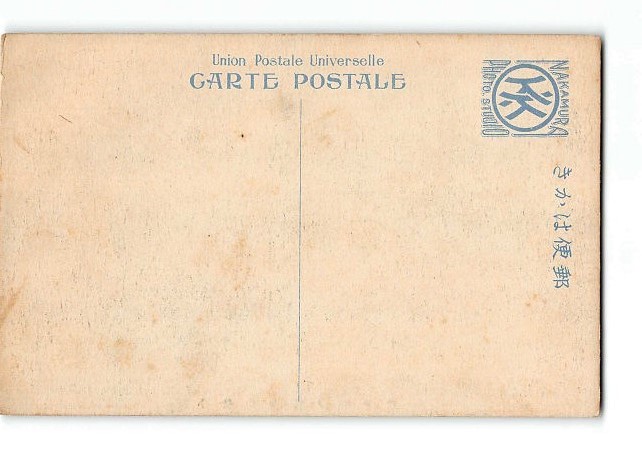 Union Postale Universelle
CARTE POSTALE
NAKAMURA
PHOTO. STUDIO
きかは便郵